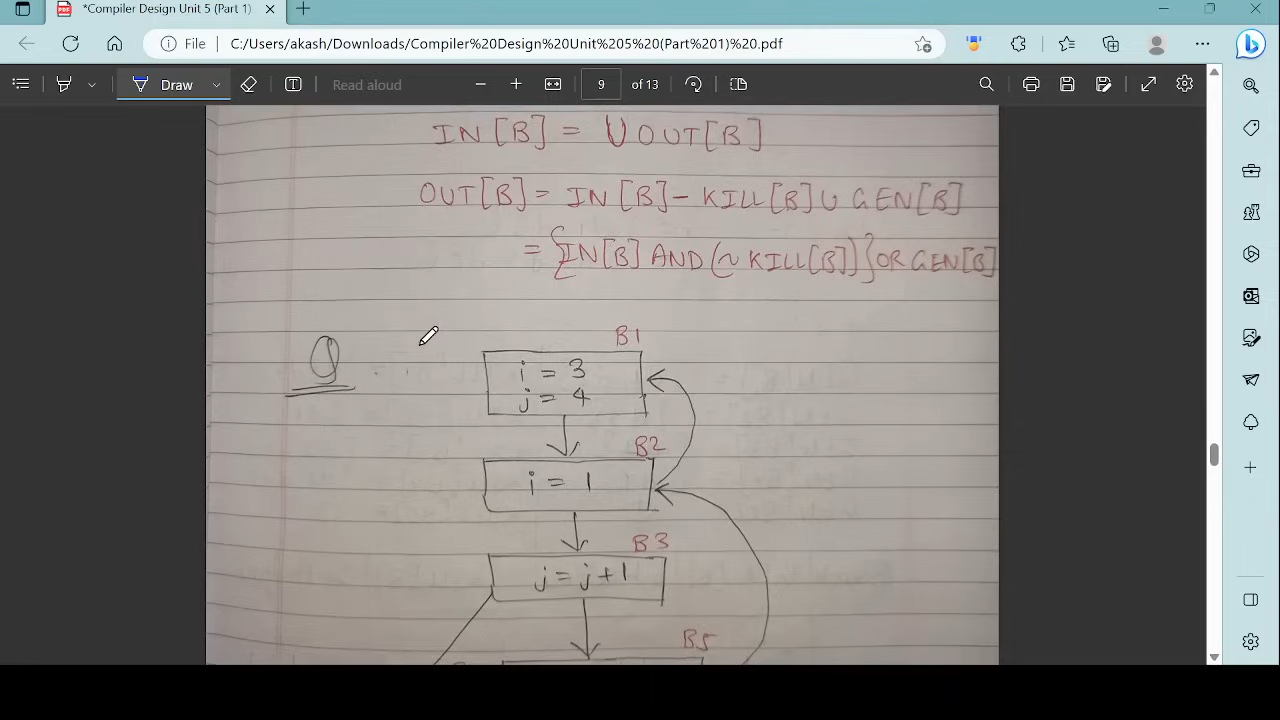 *Compiler Design Unit 5 (Part 1)
File C:/Users/akash/Downloads/Compiler%20Design%20Unit%205%20(Part%201)%20.pdf
Draw Read aloud 9 of 13
IN[B] = U OUT[B]
OUT[B] = IN[B] - KILL[B] U GEN[B]
= {IN[B] AND (~KILL[B])} OR GEN[B]
Q
B1
i = 3
j = 4
B2
i = 1
B3
j = j + 1
B5